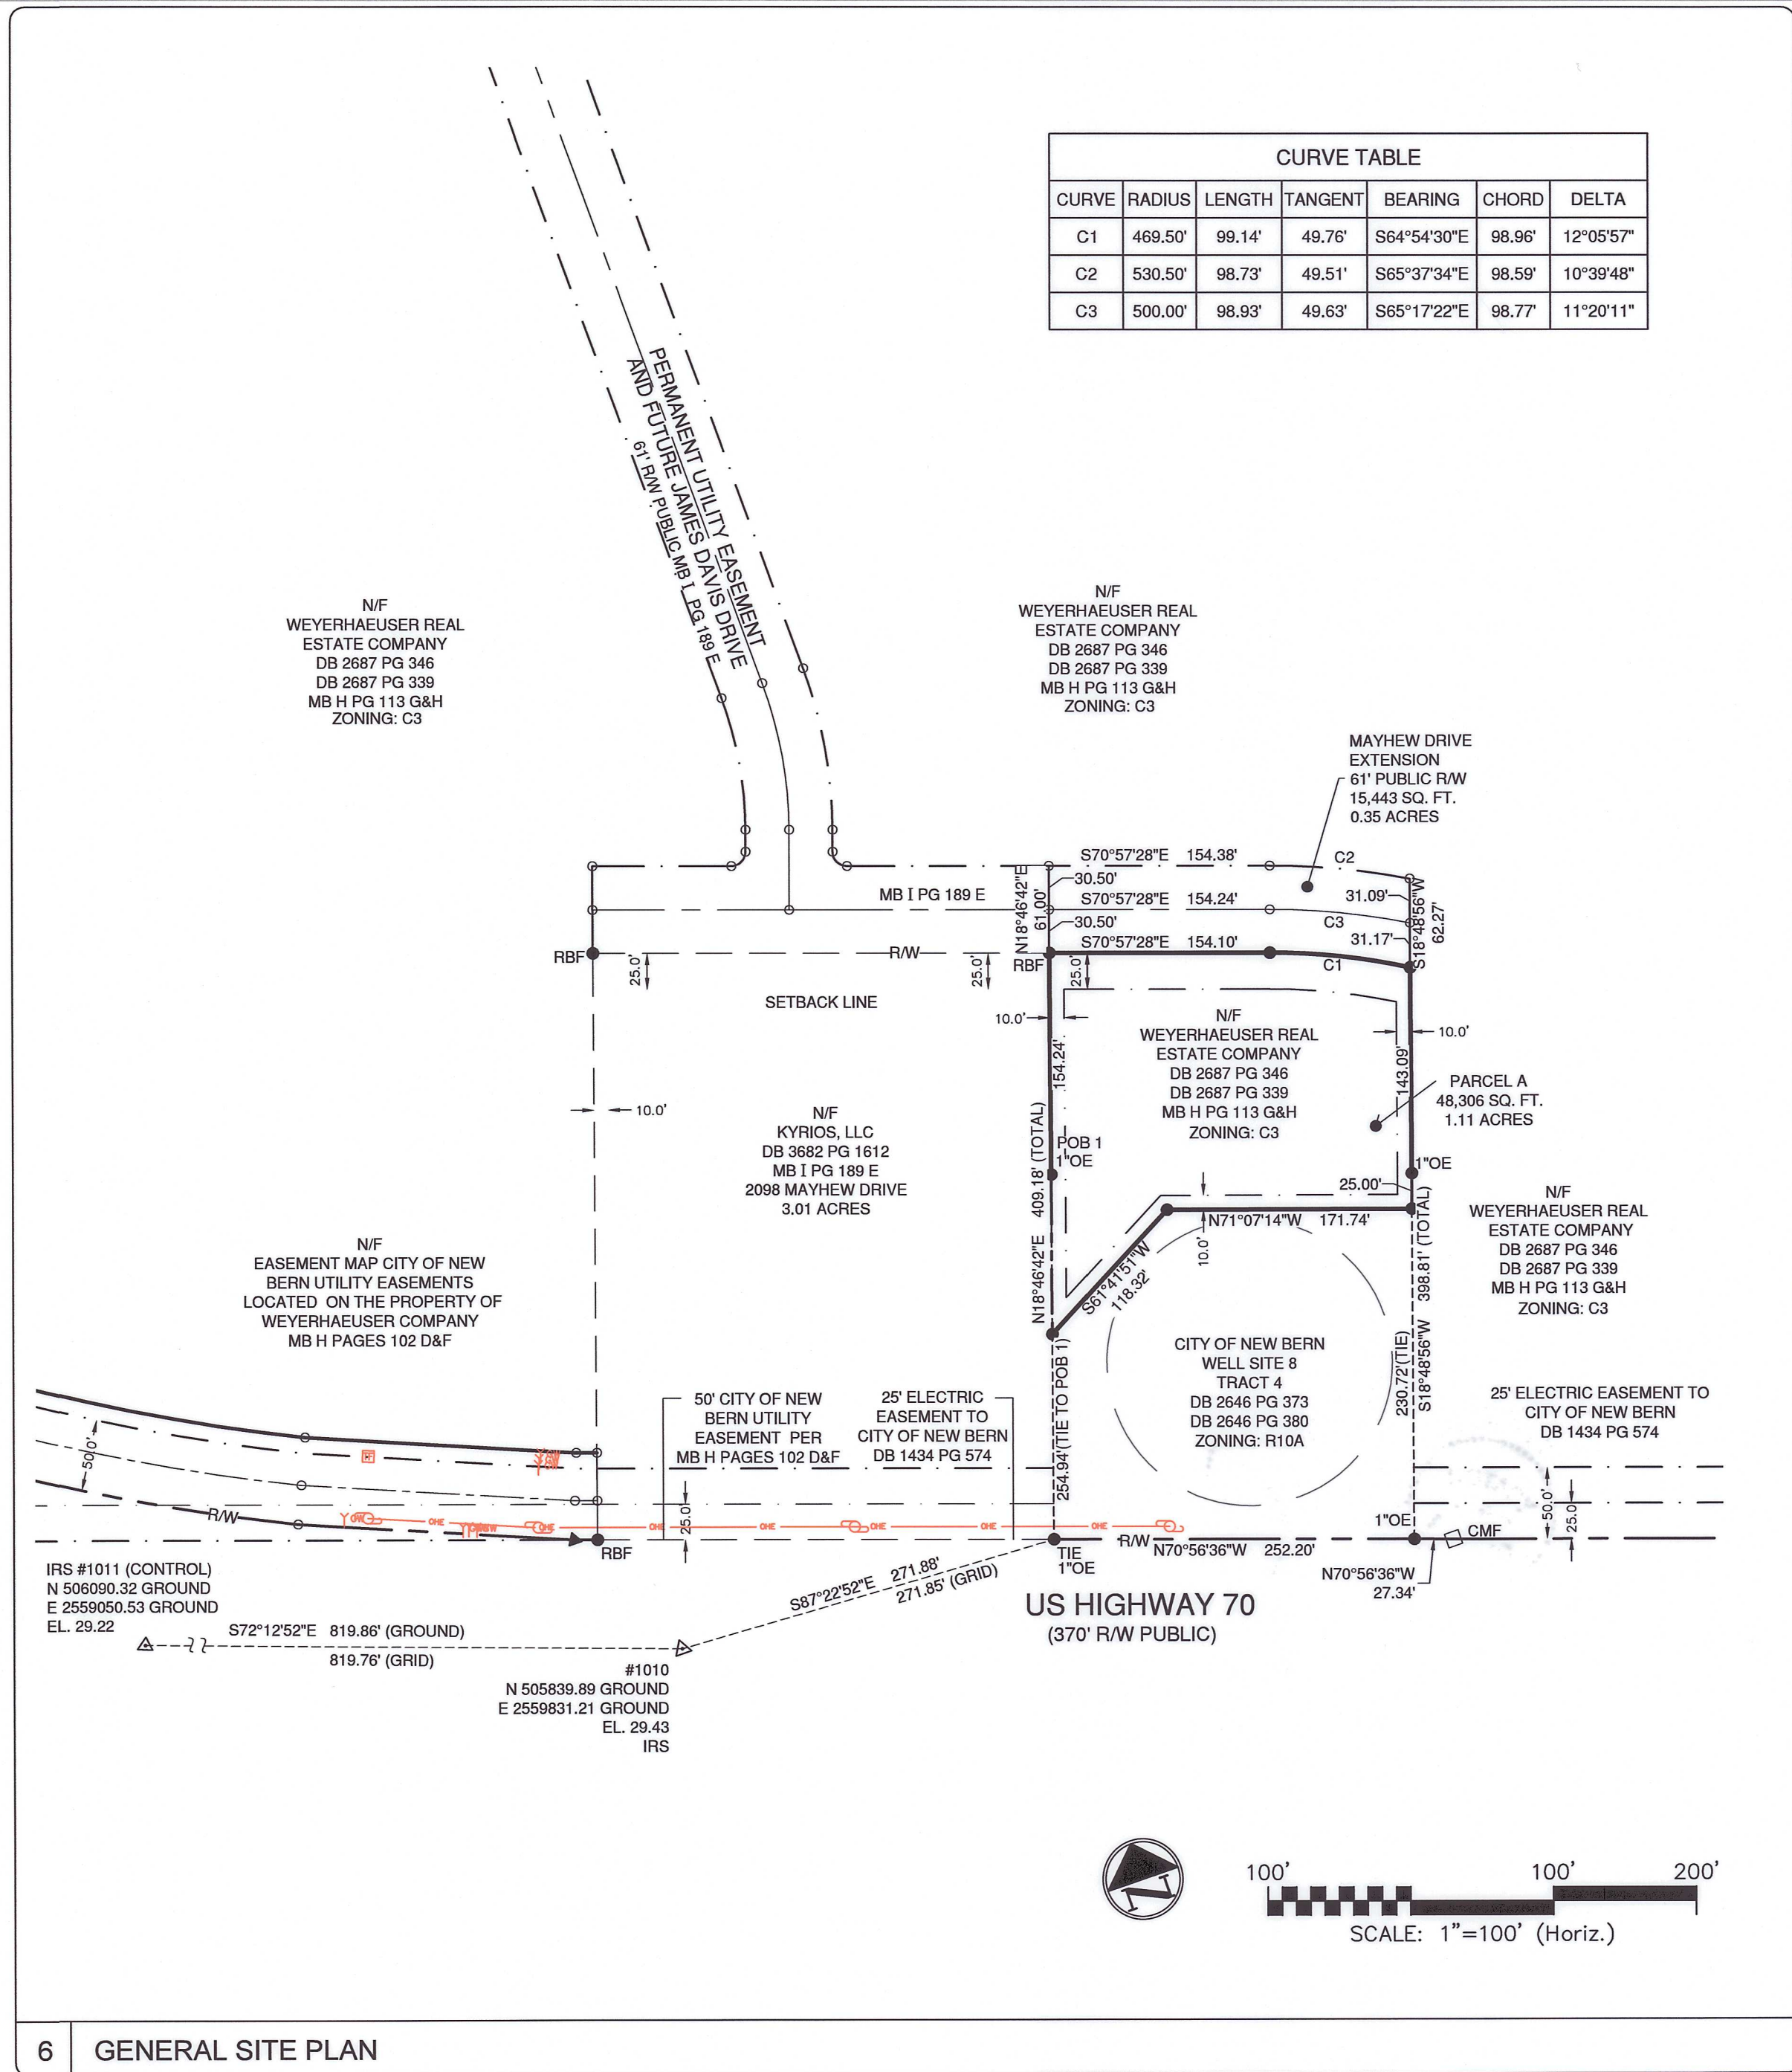 CURVE TABLE
CURVE RADIUS LENGTH TANGENT BEARING CHORD DELTA
C1 469.50' 99.14' 49.76' S64°54'30"E 98.96' 12°05'57"
C2 530.50' 98.73' 49.51' S65°37'34"E 98.59' 10°39'48"
C3 500.00' 98.93' 49.63' S65°17'22"E 98.77' 11°20'11"
PERMANENT UTILITY EASEMENT
AND FUTURE JAMES DAVIS DRIVE
61' R/W PUBLIC MB I PG 189 E
N/F
WEYERHAEUSER REAL
ESTATE COMPANY
DB 2687 PG 346
DB 2687 PG 339
MB H PG 113 G&H
ZONING: C3
N/F
WEYERHAEUSER REAL
ESTATE COMPANY
DB 2687 PG 346
DB 2687 PG 339
MB H PG 113 G&H
ZONING: C3
MAYHEW DRIVE
EXTENSION
61' PUBLIC R/W
15,443 SQ. FT.
0.35 ACRES
S70°57'28"E 154.38'
C2
30.50'
MB I PG 189 E
N18°46'42"E
61.00'
S70°57'28"E 154.24'
31.09'
C3
30.50'
S70°57'28"E 154.10'
31.17'
S18°48'56"W
62.27'
C1
RBF
R/W
RBF
25.0'
25.0'
25.0'
SETBACK LINE
10.0'
10.0'
N/F
WEYERHAEUSER REAL
ESTATE COMPANY
DB 2687 PG 346
DB 2687 PG 339
MB H PG 113 G&H
ZONING: C3
154.24'
143.09'
PARCEL A
48,306 SQ. FT.
1.11 ACRES
10.0'
N/F
KYRIOS, LLC
DB 3682 PG 1612
MB I PG 189 E
2098 MAYHEW DRIVE
3.01 ACRES
N18°46'42"E 409.18' (TOTAL)
POB 1
1"OE
1"OE
25.00'
N71°07'14"W 171.74'
10.0'
S61°41'51"W
118.32'
N/F
WEYERHAEUSER REAL
ESTATE COMPANY
DB 2687 PG 346
DB 2687 PG 339
MB H PG 113 G&H
ZONING: C3
N/F
EASEMENT MAP CITY OF NEW
BERN UTILITY EASEMENTS
LOCATED ON THE PROPERTY OF
WEYERHAEUSER COMPANY
MB H PAGES 102 D&F
CITY OF NEW BERN
WELL SITE 8
TRACT 4
DB 2646 PG 373
DB 2646 PG 380
ZONING: R10A
254.94'(TIE TO POB 1)
230.72'(TIE)
S18°48'56"W 398.81' (TOTAL)
50' CITY OF NEW
BERN UTILITY
EASEMENT PER
MB H PAGES 102 D&F
25' ELECTRIC
EASEMENT TO
CITY OF NEW BERN
DB 1434 PG 574
25' ELECTRIC EASEMENT TO
CITY OF NEW BERN
DB 1434 PG 574
50.0'
R/W
OHE
OHE
OHE
OHE
OHE
OHE
OHE
25.0'
50.0'
25.0'
RBF
TIE
1"OE
R/W
N70°56'36"W 252.20'
1"OE
CMF
N70°56'36"W
27.34'
IRS #1011 (CONTROL)
N 506090.32 GROUND
E 2559050.53 GROUND
EL. 29.22
S72°12'52"E 819.86' (GROUND)
819.76' (GRID)
S87°22'52"E 271.88'
271.85' (GRID)
US HIGHWAY 70
(370' R/W PUBLIC)
#1010
N 505839.89 GROUND
E 2559831.21 GROUND
EL. 29.43
IRS
N
100' 100' 200'
SCALE: 1"=100' (Horiz.)
6 GENERAL SITE PLAN